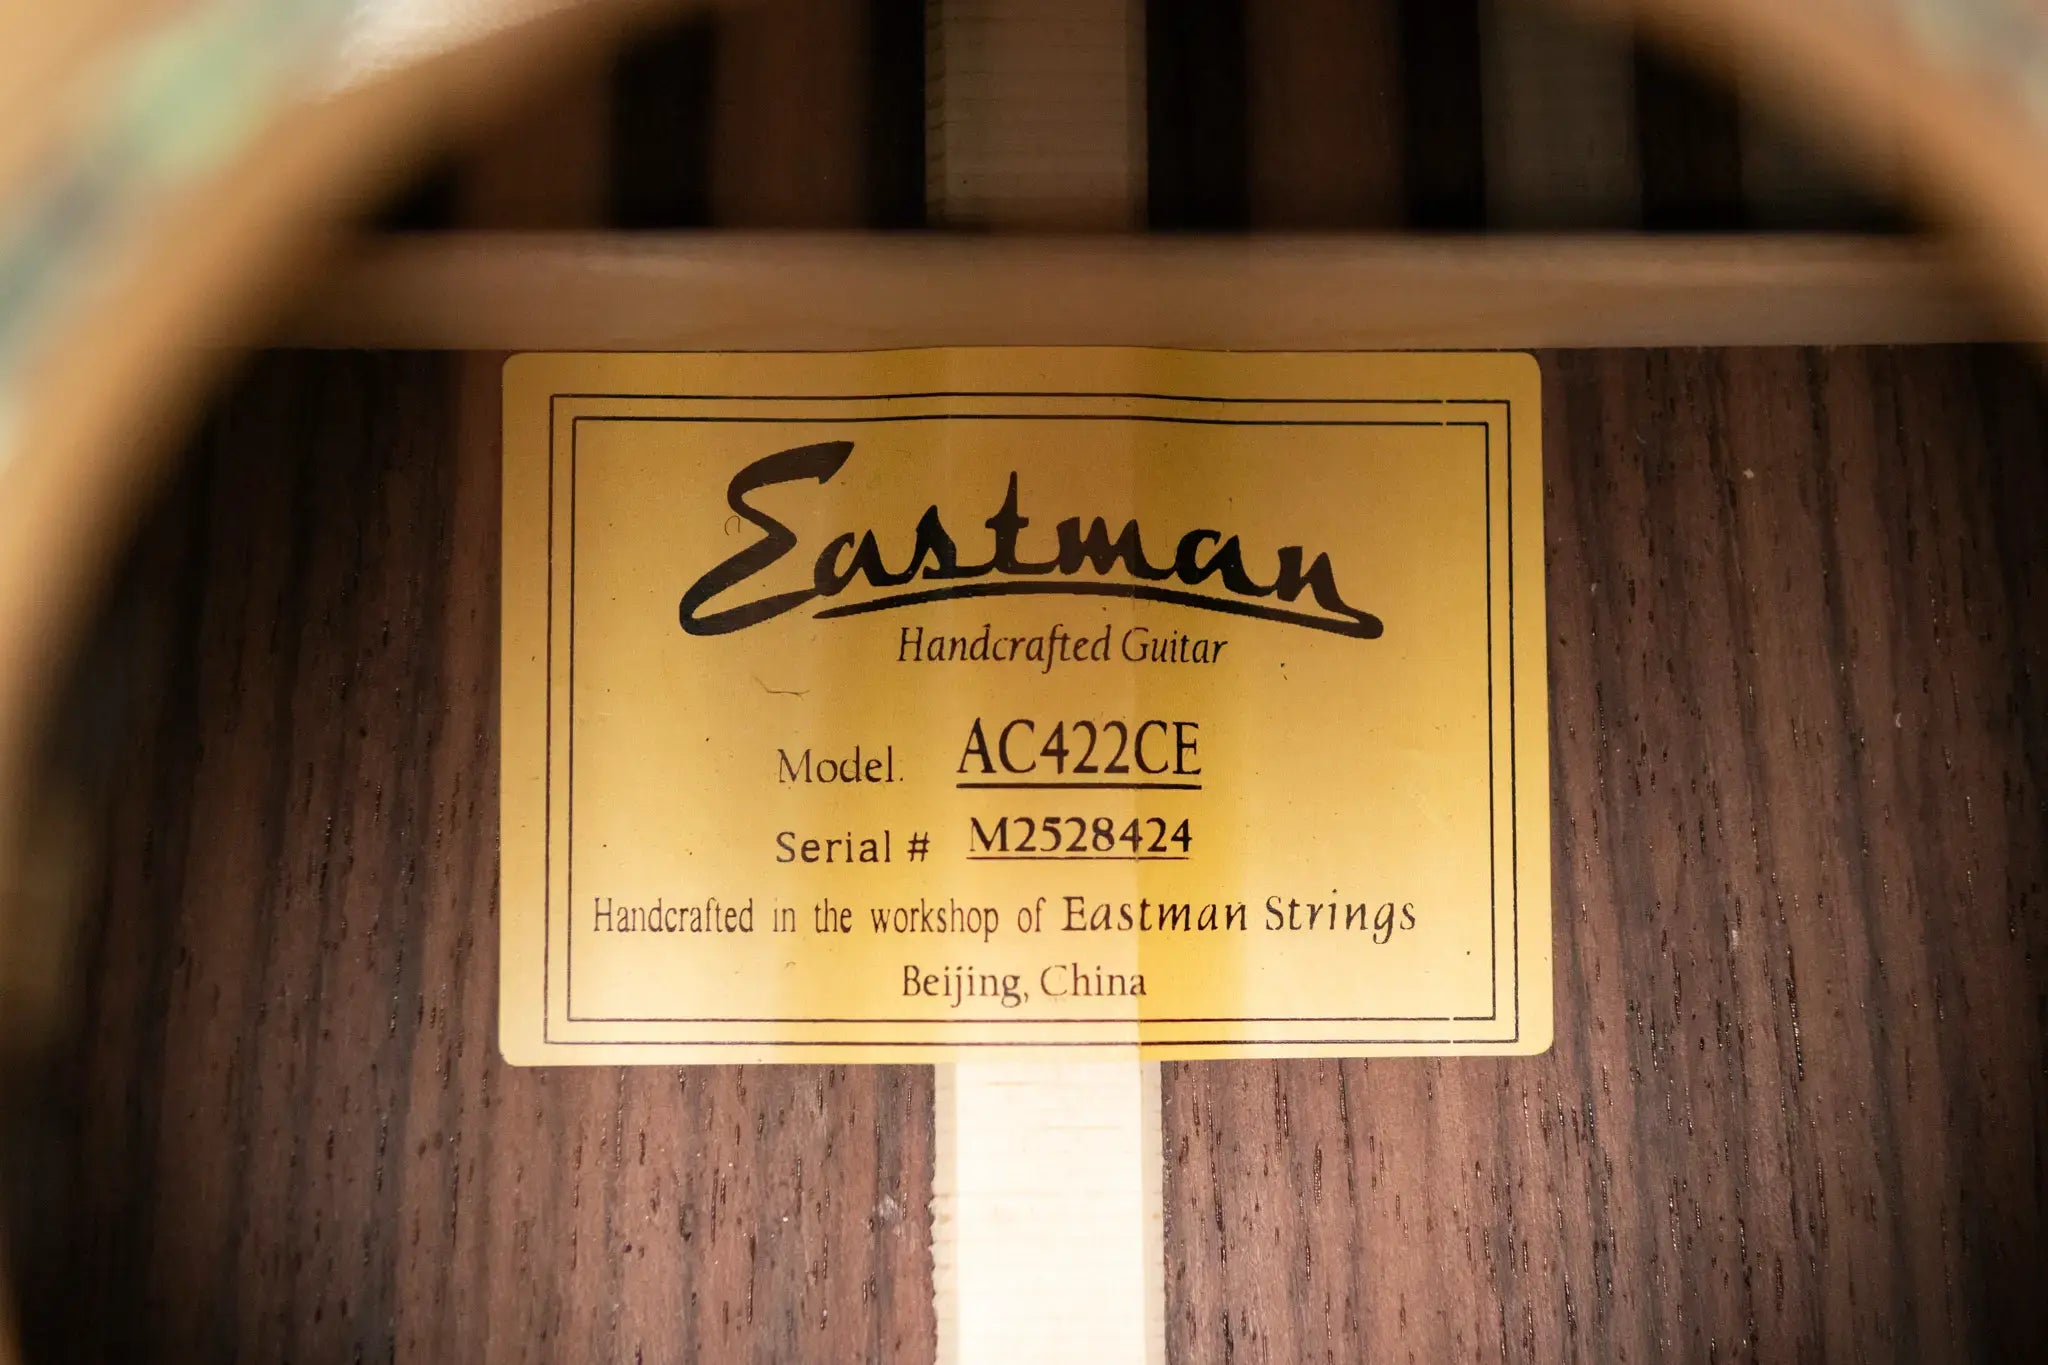 Eastman
Handcrafted Guitar
Model. AC422CE
Serial # M2528424
Handcrafted in the workshop of Eastman Strings
Beijing, China